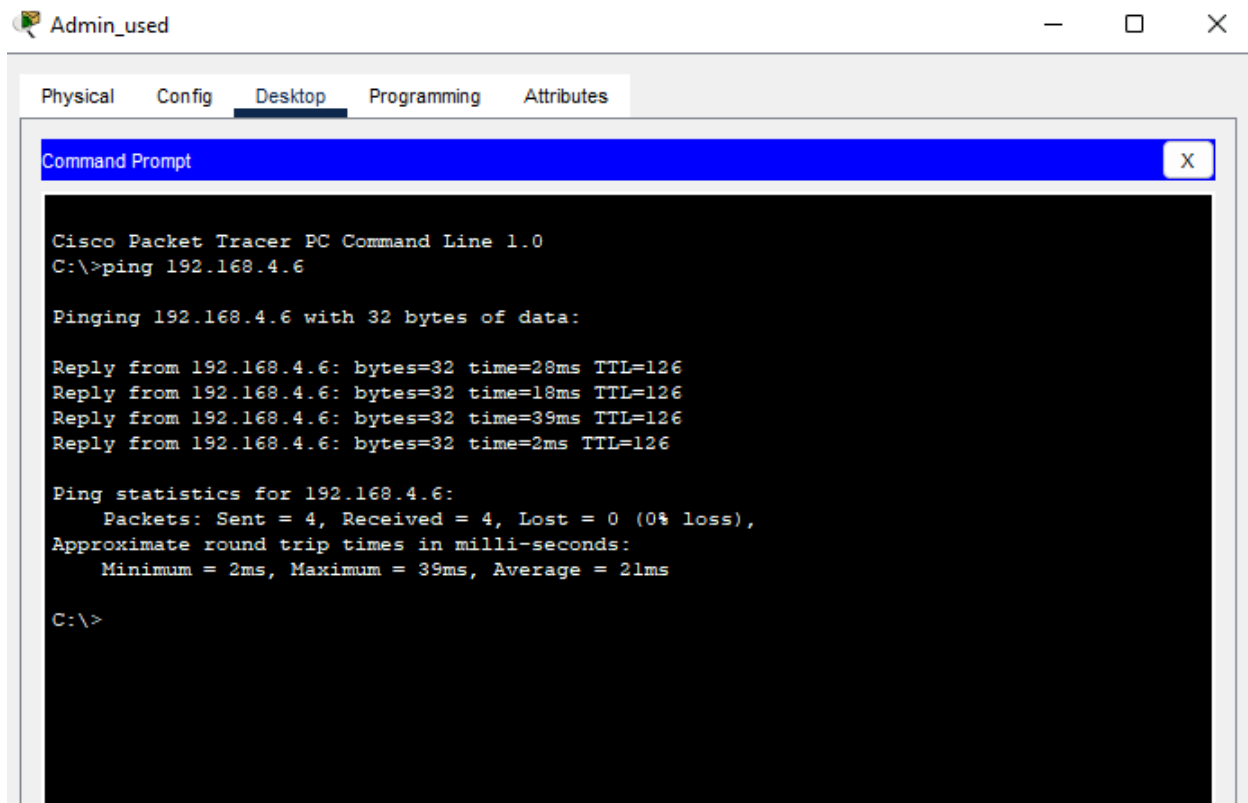 Admin_used
Physical Config Desktop Programming Attributes
Command Prompt
X
Cisco Packet Tracer PC Command Line 1.0
C:\>ping 192.168.4.6
Pinging 192.168.4.6 with 32 bytes of data:
Reply from 192.168.4.6: bytes=32 time=28ms TTL=126
Reply from 192.168.4.6: bytes=32 time=18ms TTL=126
Reply from 192.168.4.6: bytes=32 time=39ms TTL=126
Reply from 192.168.4.6: bytes=32 time=2ms TTL=126
Ping statistics for 192.168.4.6:
Packets: Sent = 4, Received = 4, Lost = 0 (0% loss),
Approximate round trip times in milli-seconds:
Minimum = 2ms, Maximum = 39ms, Average = 21ms
C:\>